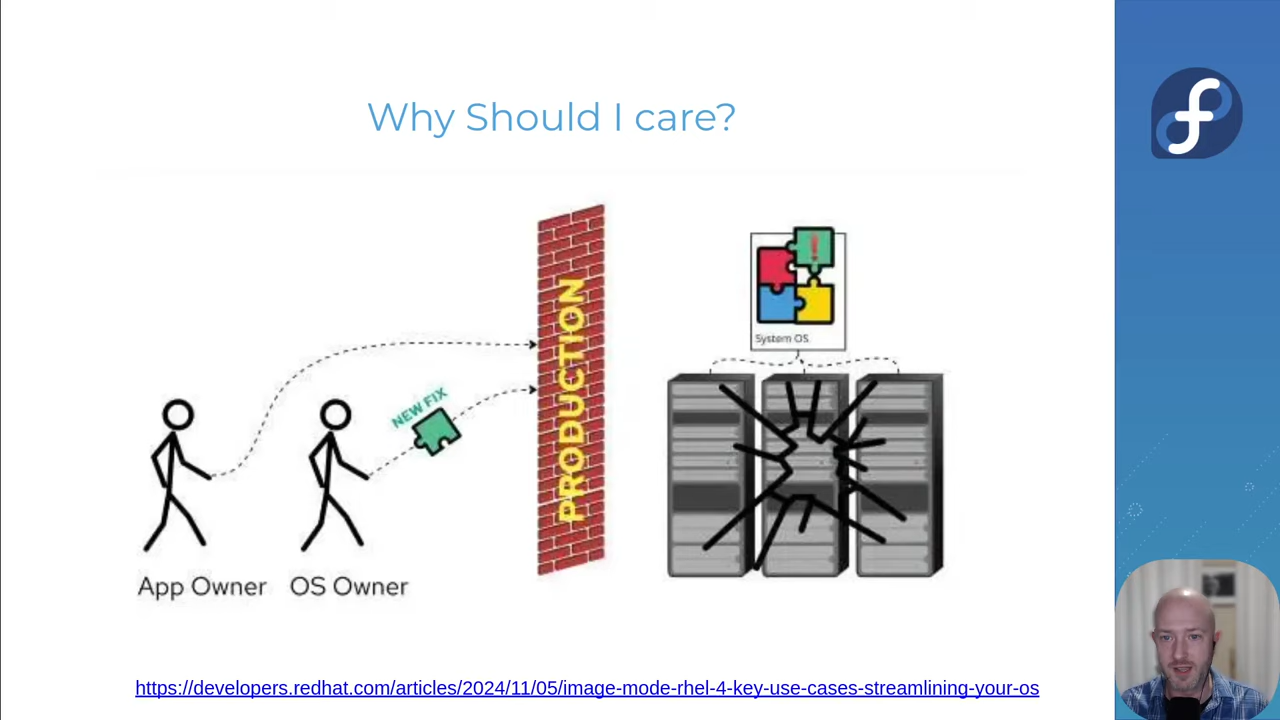 Why Should I care?
PRODUCTION
!
System OS
NEW FIX
App Owner
OS Owner
https://developers.redhat.com/articles/2024/11/05/image-mode-rhel-4-key-use-cases-streamlining-your-os